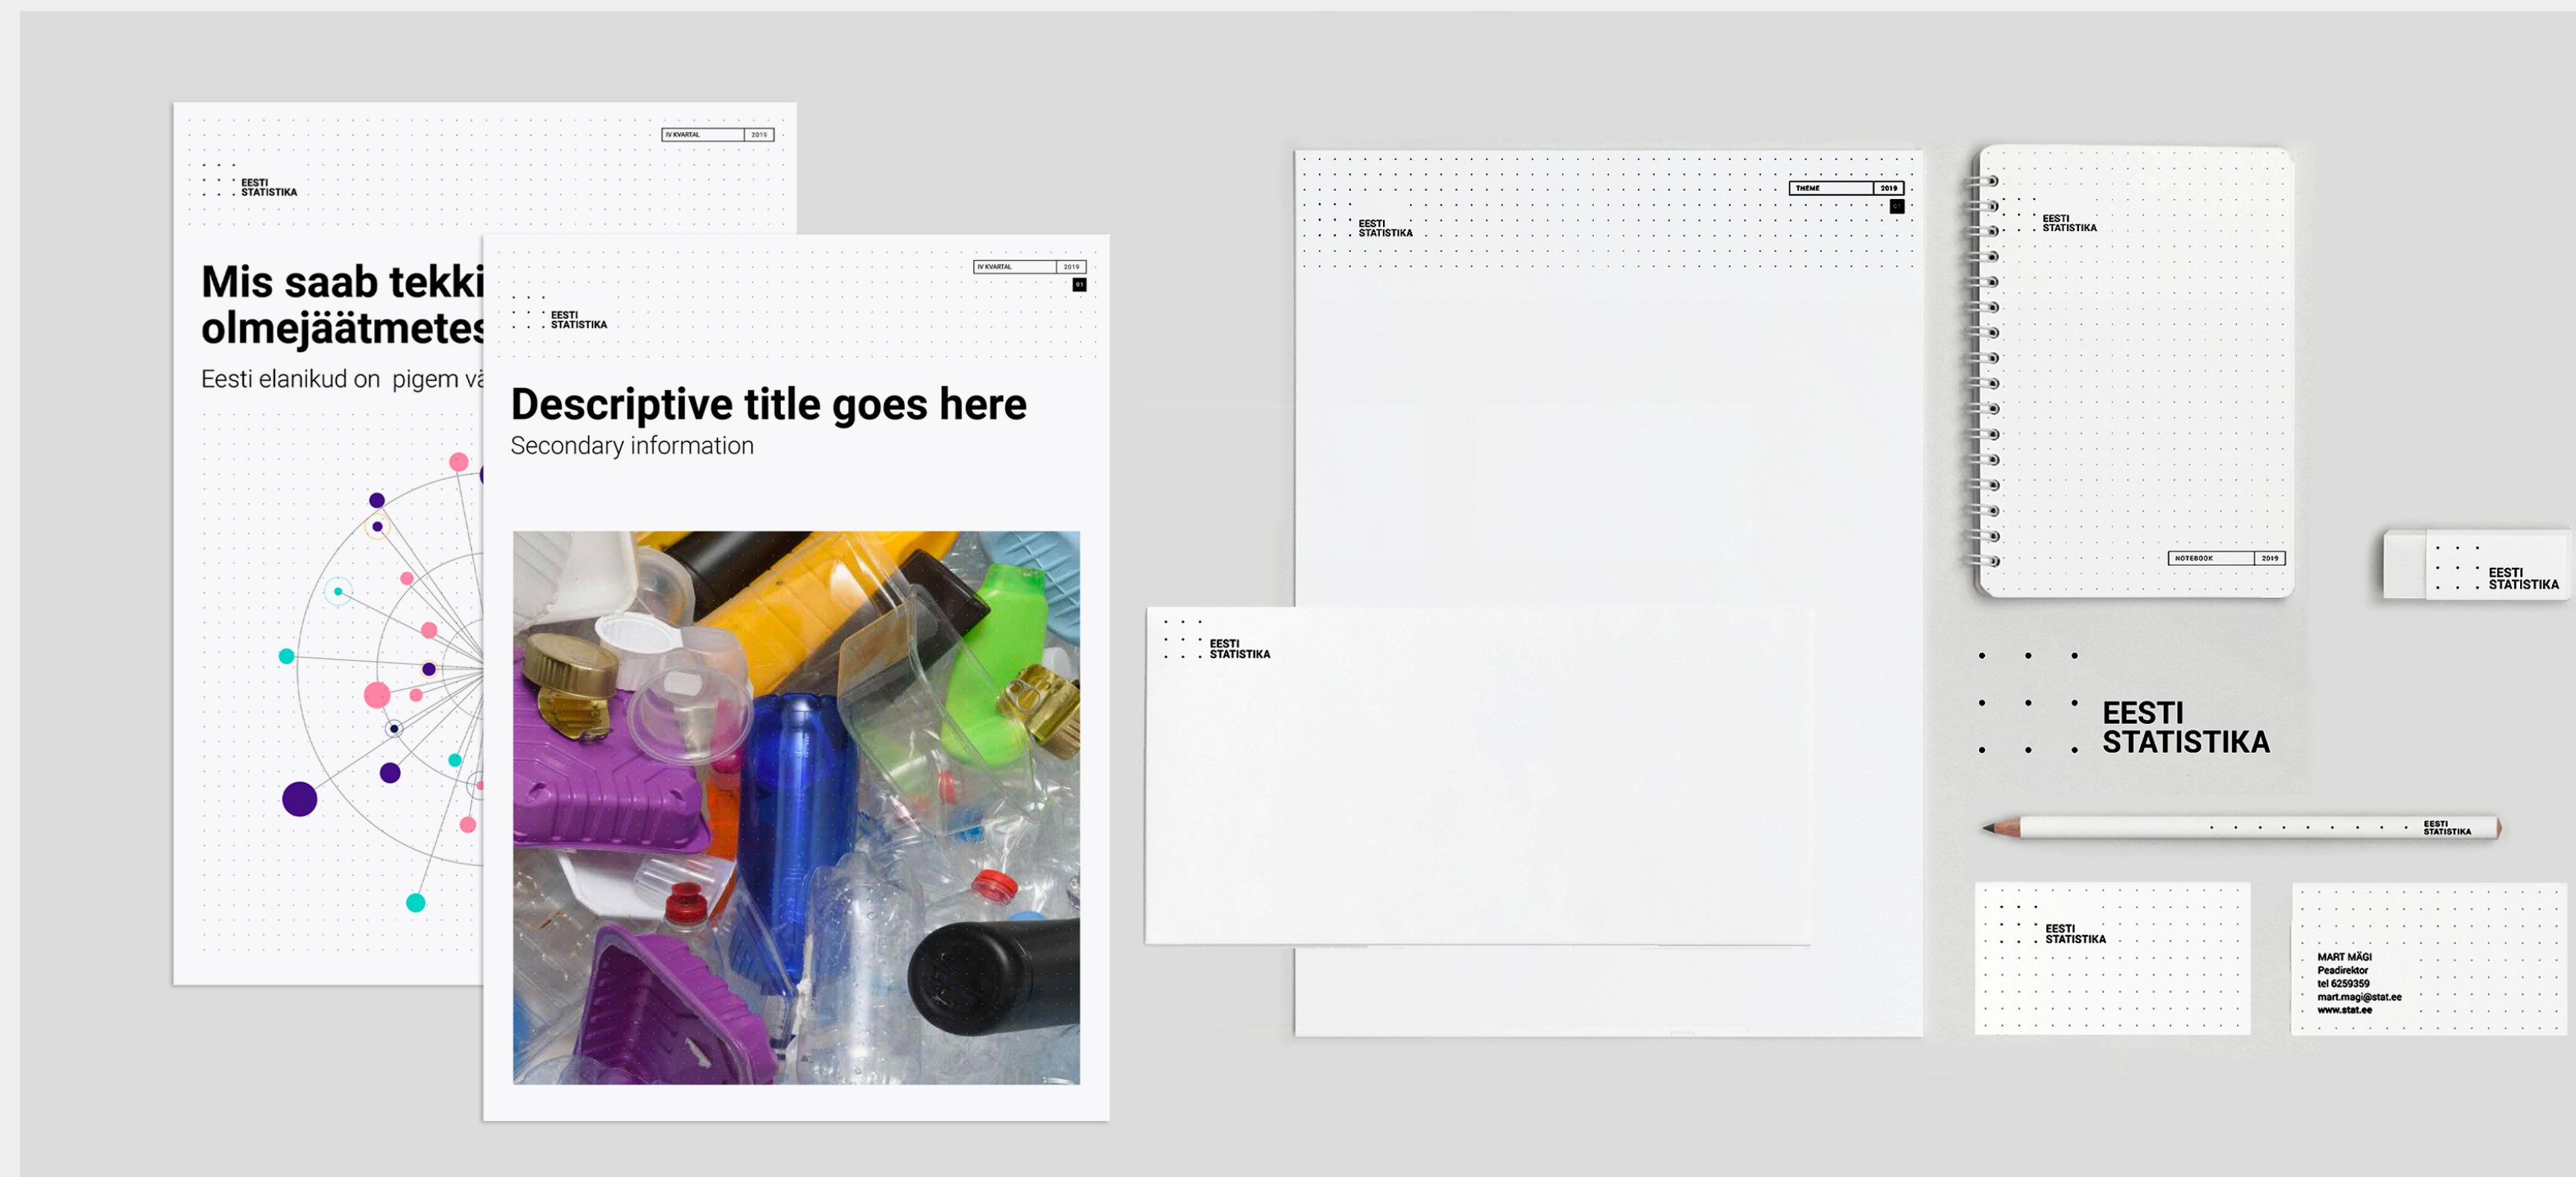 IV KVARTAL 2019
EESTI
STATISTIKA
Mis saab tekki
olmejäätmetes
Eesti elanikud on pigem vä
IV KVARTAL 2019
01
EESTI
STATISTIKA
Descriptive title goes here
Secondary information
THEME 2019
01
EESTI
STATISTIKA
EESTI
STATISTIKA
EESTI
STATISTIKA
NOTEBOOK 2019
EESTI
STATISTIKA
EESTI
STATISTIKA
EESTI
STATISTIKA
EESTI
STATISTIKA
MART MÄGI
Peadirektor
tel 6259359
mart.magi@stat.ee
www.stat.ee